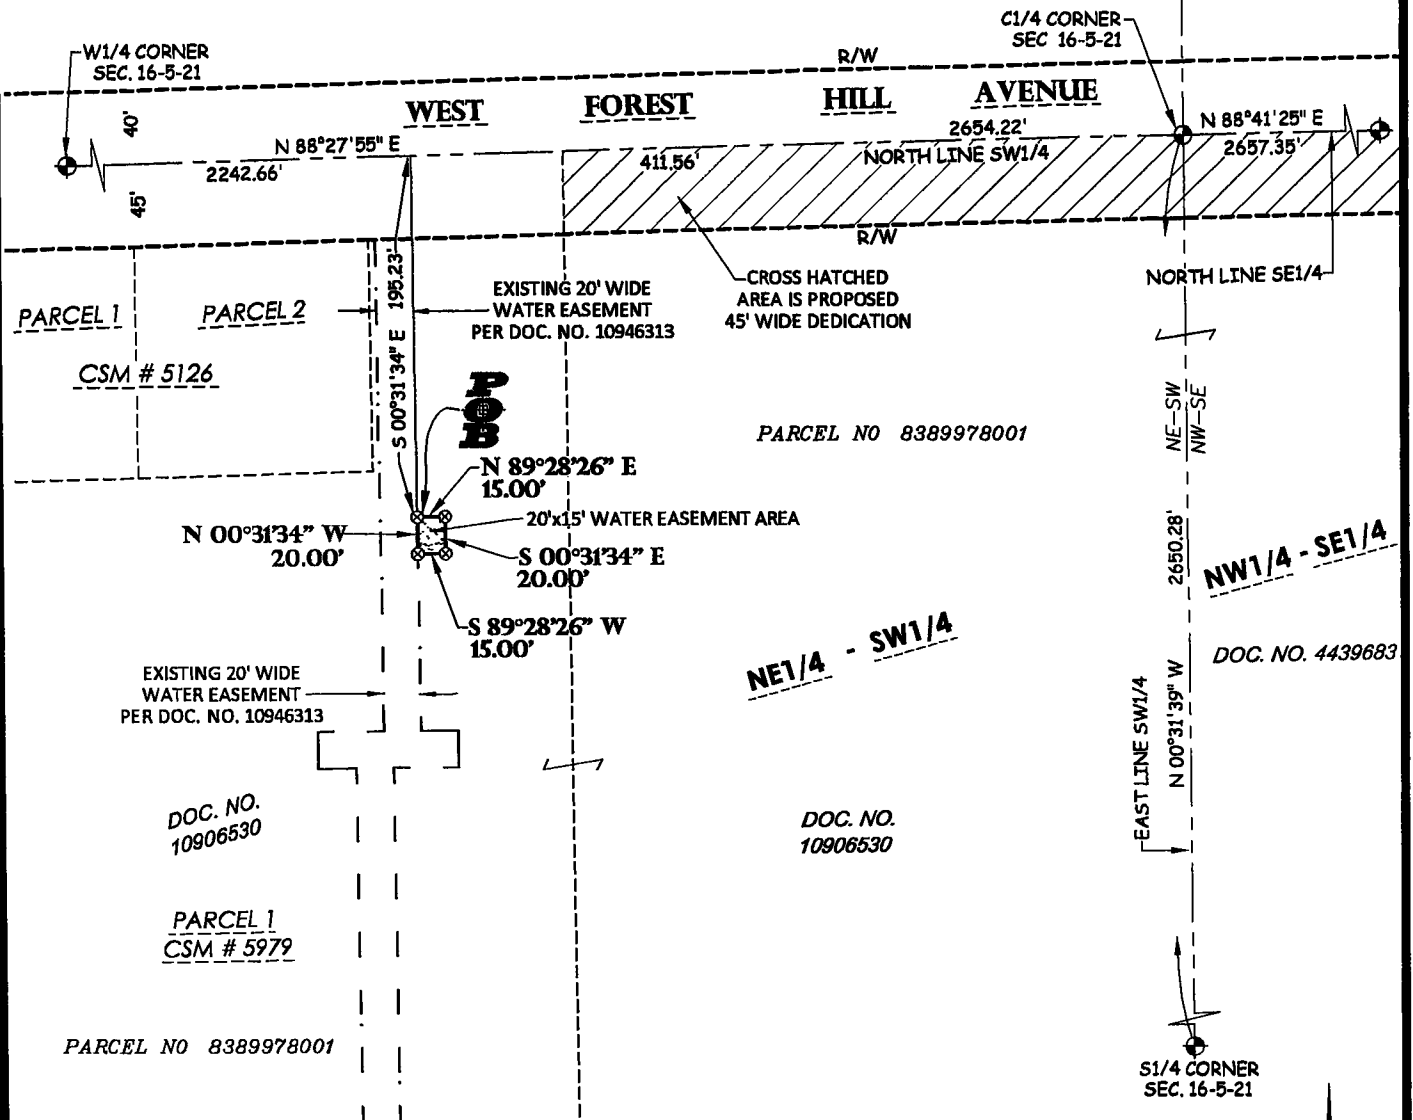 W1/4 CORNER
SEC. 16-5-21
C1/4 CORNER
SEC 16-5-21
R/W
WEST FOREST HILL AVENUE
40'
N 88°27'55" E
2242.66'
45'
2654.22'
NORTH LINE SW1/4
411.56'
N 88°41'25" E
2657.35'
R/W
NORTH LINE SE1/4
CROSS HATCHED
AREA IS PROPOSED
45' WIDE DEDICATION
EXISTING 20' WIDE
WATER EASEMENT
PER DOC. NO. 10946313
PARCEL 1
PARCEL 2
CSM # 5126
S 00°31'34" E 195.23'
POB
N 89°28'26" E
15.00'
20'x15' WATER EASEMENT AREA
N 00°31'34" W
20.00'
S 00°31'34" E
20.00'
S 89°28'26" W
15.00'
PARCEL NO 8389978001
NE-SW
NW-SE
2650.28'
N 00°31'39" W
EAST LINE SW1/4
NW1/4 - SE1/4
NE1/4 - SW1/4
DOC. NO. 4439683
EXISTING 20' WIDE
WATER EASEMENT
PER DOC. NO. 10946313
DOC. NO.
10906530
DOC. NO.
10906530
PARCEL 1
CSM # 5979
PARCEL NO 8389978001
S1/4 CORNER
SEC. 16-5-21